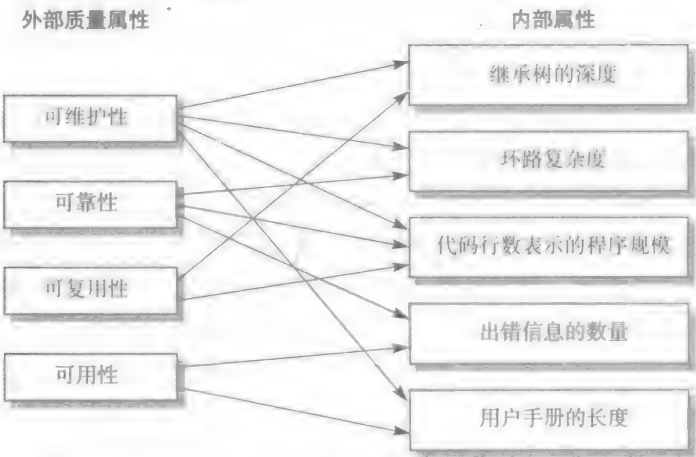 外部质量属性
内部属性
可维护性
可靠性
可复用性
可用性
继承树的深度
环路复杂度
代码行数表示的程序规模
出错信息的数量
用户手册的长度